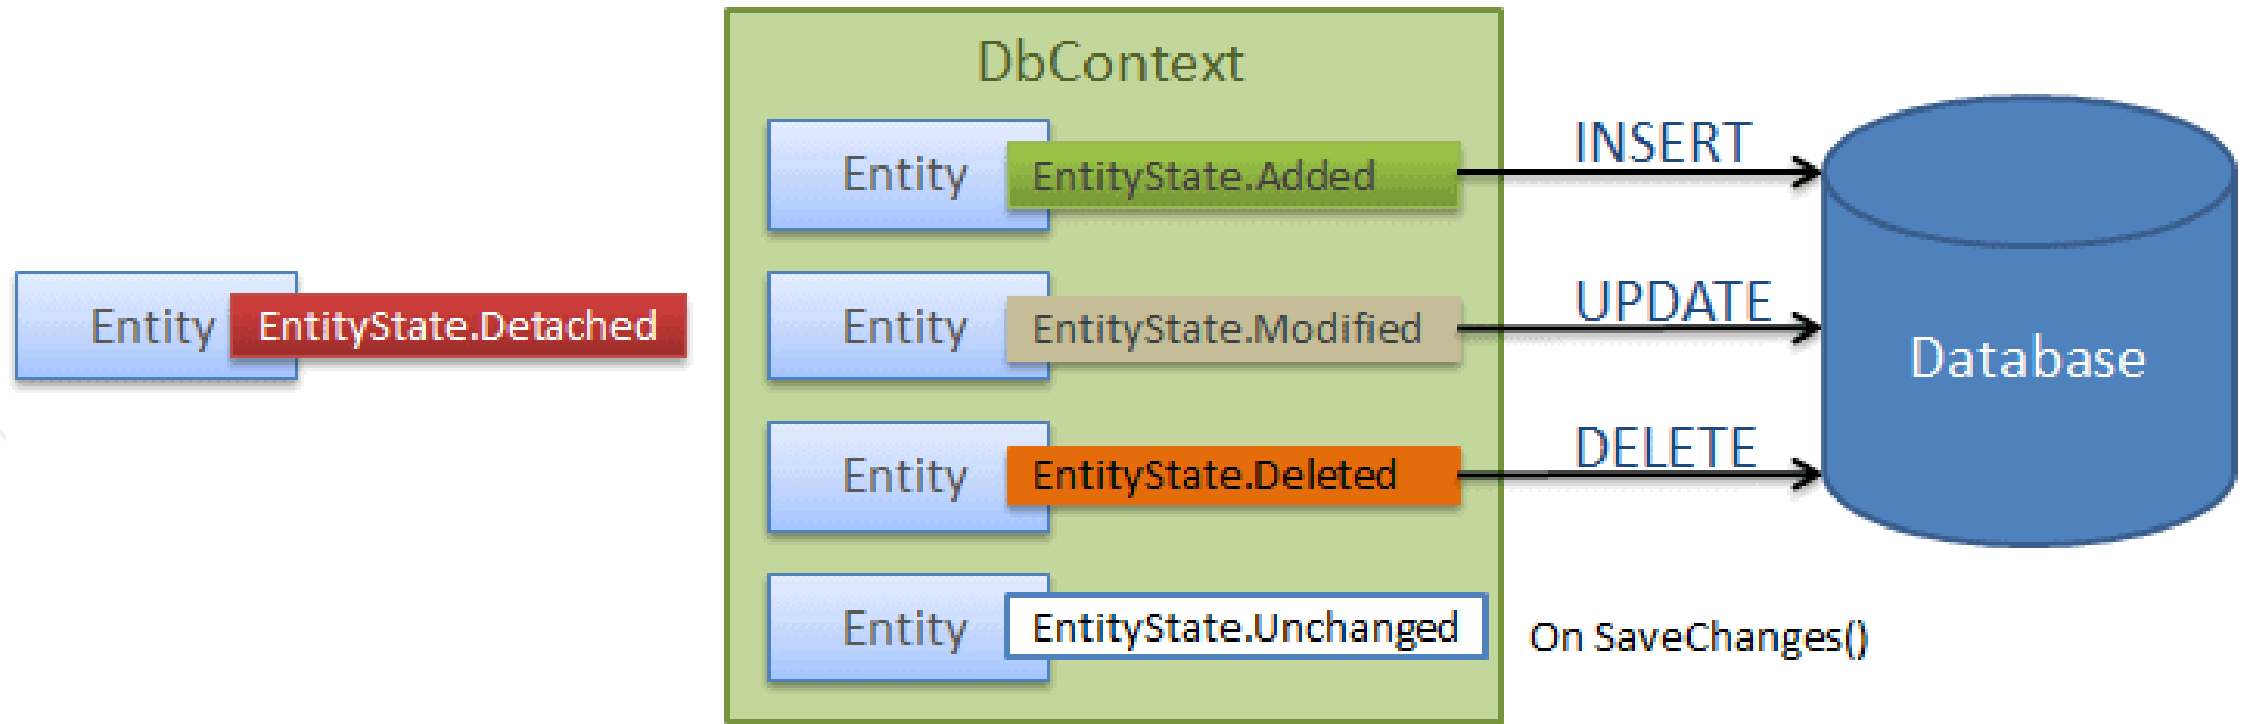 DbContext
Entity
EntityState.Added
INSERT
Entity
EntityState.Detached
Entity
EntityState.Modified
UPDATE
Database
Entity
EntityState.Deleted
DELETE
Entity
EntityState.Unchanged
On SaveChanges()